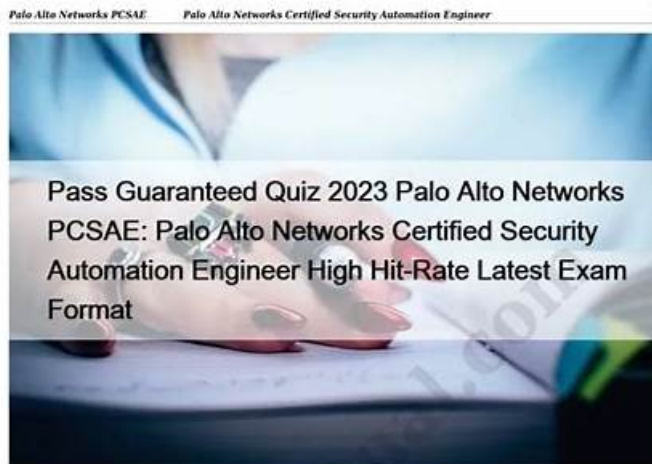 Palo Alto Networks PCSAE Palo Alto Networks Certified Security Automation Engineer
Pass Guaranteed Quiz 2023 Palo Alto Networks
PCSAE: Palo Alto Networks Certified Security
Automation Engineer High Hit-Rate Latest Exam
Format